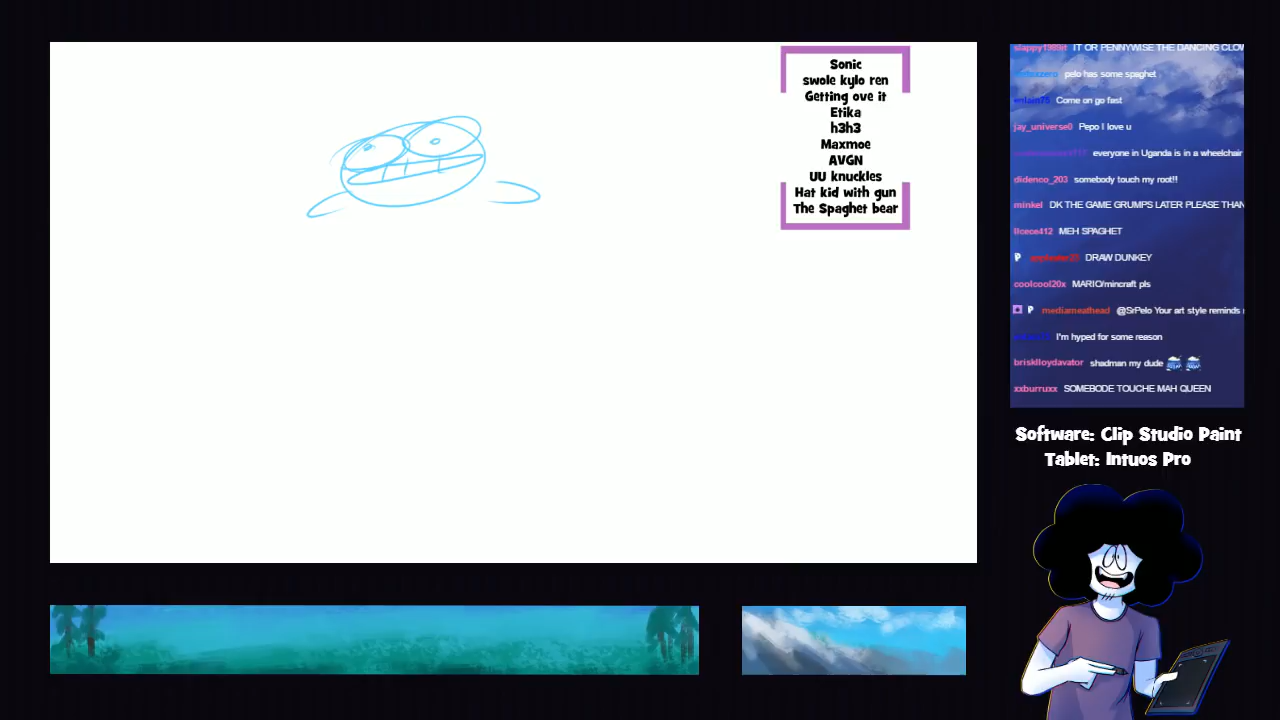 Sonic
swole kylo ren
Getting ove it
Etika
h3h3
Maxmoe
AVGN
UU knuckles
Hat kid with gun
The Spaghet bear
IT OR PENNYWISE THE DANCING CLOW
pelo has some spaghet
Come on go fast
jay_universe0 Pepo I love u
everyone in Uganda is in a wheelchair
didenco_203 somebody touch my root!!
minkel DK THE GAME GRUMPS LATER PLEASE THAN
MEH SPAGHET
DRAW DUNKEY
coolcool20x MARIO/mincraft pls
mediameathead @SrPelo Your art style reminds
I'm hyped for some reason
brisklloydavator shadman my dude
xxburruxx SOMEBODE TOUCHE MAH QUEEN
Software: Clip Studio Paint
Tablet: Intuos Pro